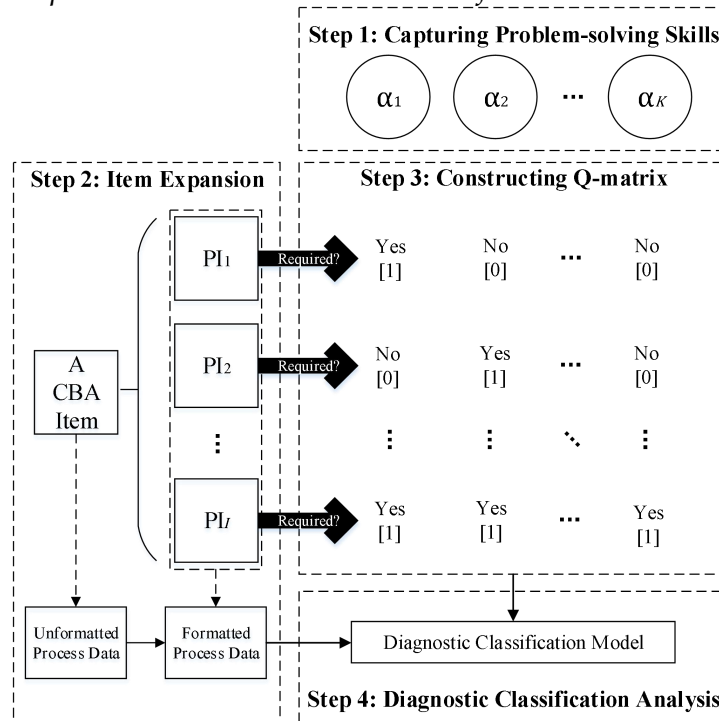 Step 1: Capturing Problem-solving Skills
α1 α2 ... αK
Step 2: Item Expansion
Step 3: Constructing Q-matrix
PI1 Required? Yes [1] No [0] ... No [0]
A CBA Item
PI2 Required? No [0] Yes [1] ... No [0]
⋮ ⋮ ⋮ ⋱ ⋮
PII Required? Yes [1] Yes [1] ... Yes [1]
Unformatted Process Data
Formatted Process Data
Diagnostic Classification Model
Step 4: Diagnostic Classification Analysis